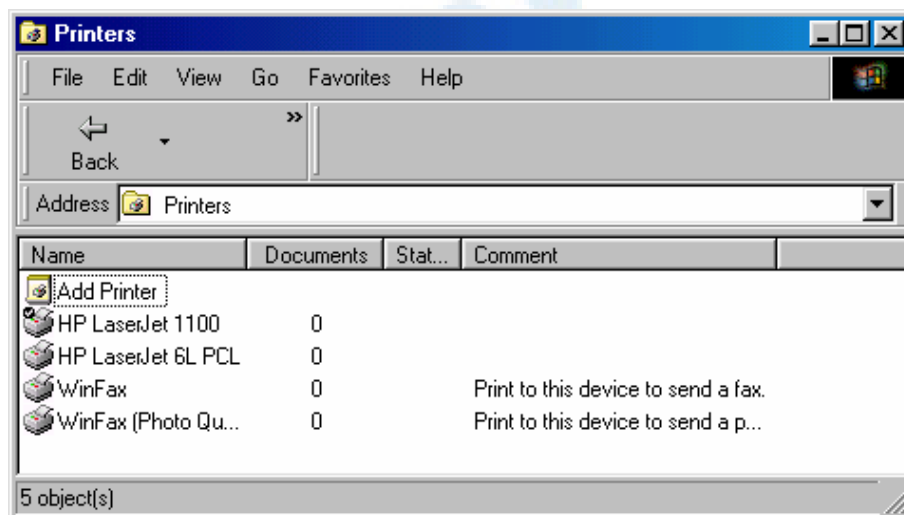 Printers
File Edit View Go Favorites Help
»
Back
Address Printers
Name Documents Stat... Comment
Add Printer
HP LaserJet 1100 0
HP LaserJet 6L PCL 0
WinFax 0 Print to this device to send a fax.
WinFax (Photo Qu... 0 Print to this device to send a p...
5 object(s)